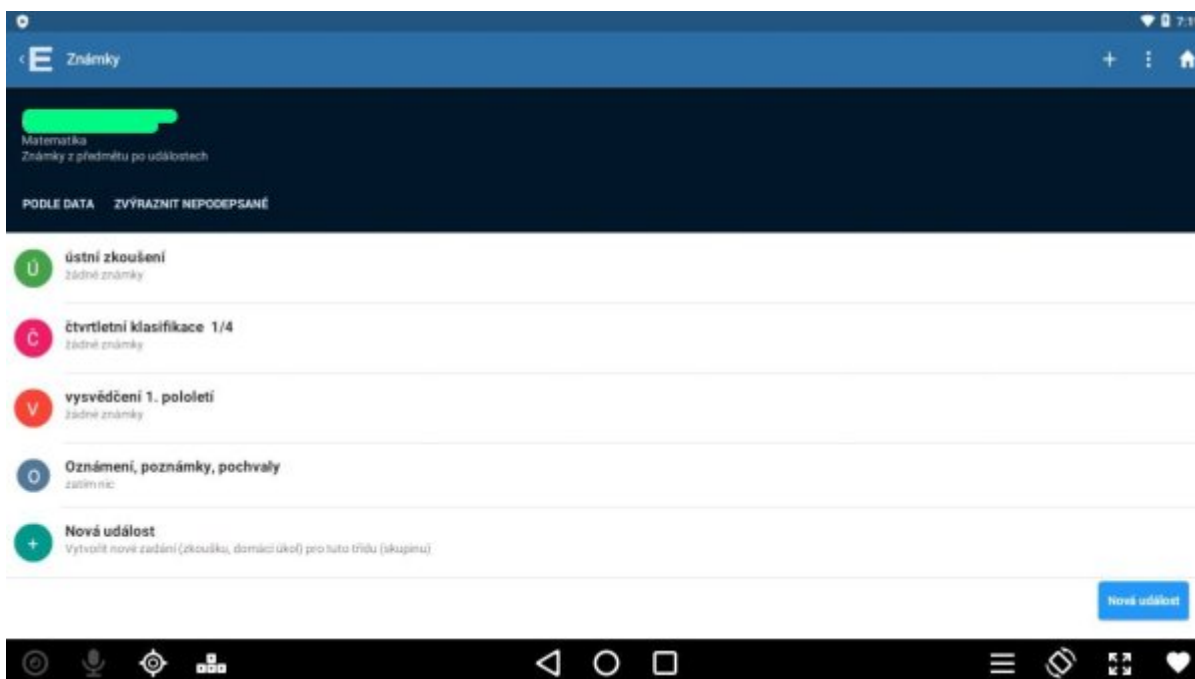 7:1
E Známky
Matematika
Známky z předmětu po událostech
PODLE DATA ZVÝRAZNIT NEPODEPSANÉ
Ú ústní zkoušení
žádné známky
Č čtvrtletní klasifikace 1/4
žádné známky
V vysvědčení 1. pololetí
žádné známky
O Oznámení, poznámky, pochvaly
zatím nic
+ Nová událost
Vytvořit nové zadání (zkoušku, domácí úkol) pro tuto třídu (skupinu)
Nová událost